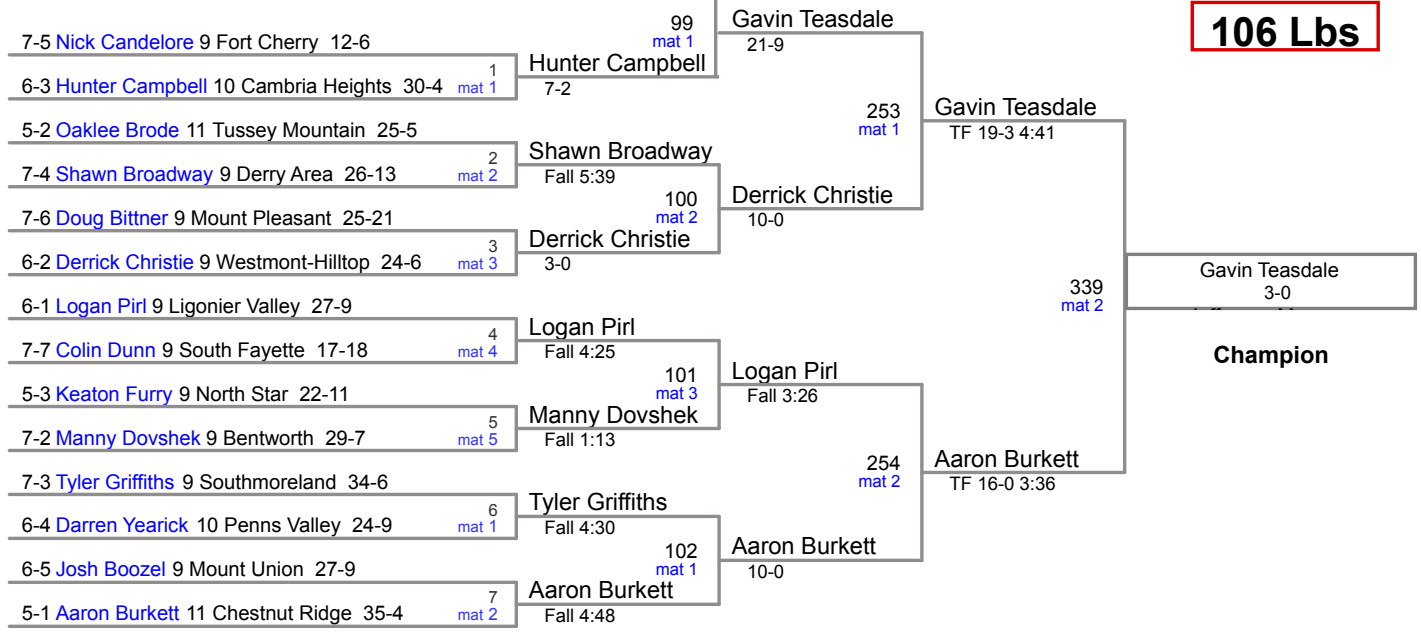 106 Lbs
7-5 Nick Candelore 9 Fort Cherry 12-6
6-3 Hunter Campbell 10 Cambria Heights 30-4
1
mat 1
5-2 Oaklee Brode 11 Tussey Mountain 25-5
7-4 Shawn Broadway 9 Derry Area 26-13
2
mat 2
7-6 Doug Bittner 9 Mount Pleasant 25-21
6-2 Derrick Christie 9 Westmont-Hilltop 24-6
3
mat 3
6-1 Logan Pirl 9 Ligonier Valley 27-9
7-7 Colin Dunn 9 South Fayette 17-18
4
mat 4
5-3 Keaton Furry 9 North Star 22-11
7-2 Manny Dovshek 9 Bentworth 29-7
5
mat 5
7-3 Tyler Griffiths 9 Southmoreland 34-6
6-4 Darren Yearick 10 Penns Valley 24-9
6
mat 1
6-5 Josh Boozel 9 Mount Union 27-9
5-1 Aaron Burkett 11 Chestnut Ridge 35-4
7
mat 2
99
mat 1
Hunter Campbell
7-2
Shawn Broadway
Fall 5:39
100
mat 2
Derrick Christie
3-0
Logan Pirl
Fall 4:25
101
mat 3
Manny Dovshek
Fall 1:13
Tyler Griffiths
Fall 4:30
102
mat 1
Aaron Burkett
Fall 4:48
Gavin Teasdale
21-9
253
mat 1
Derrick Christie
10-0
Logan Pirl
Fall 3:26
254
mat 2
Aaron Burkett
10-0
Gavin Teasdale
TF 19-3 4:41
339
mat 2
Aaron Burkett
TF 16-0 3:36
Gavin Teasdale
3-0
Champion